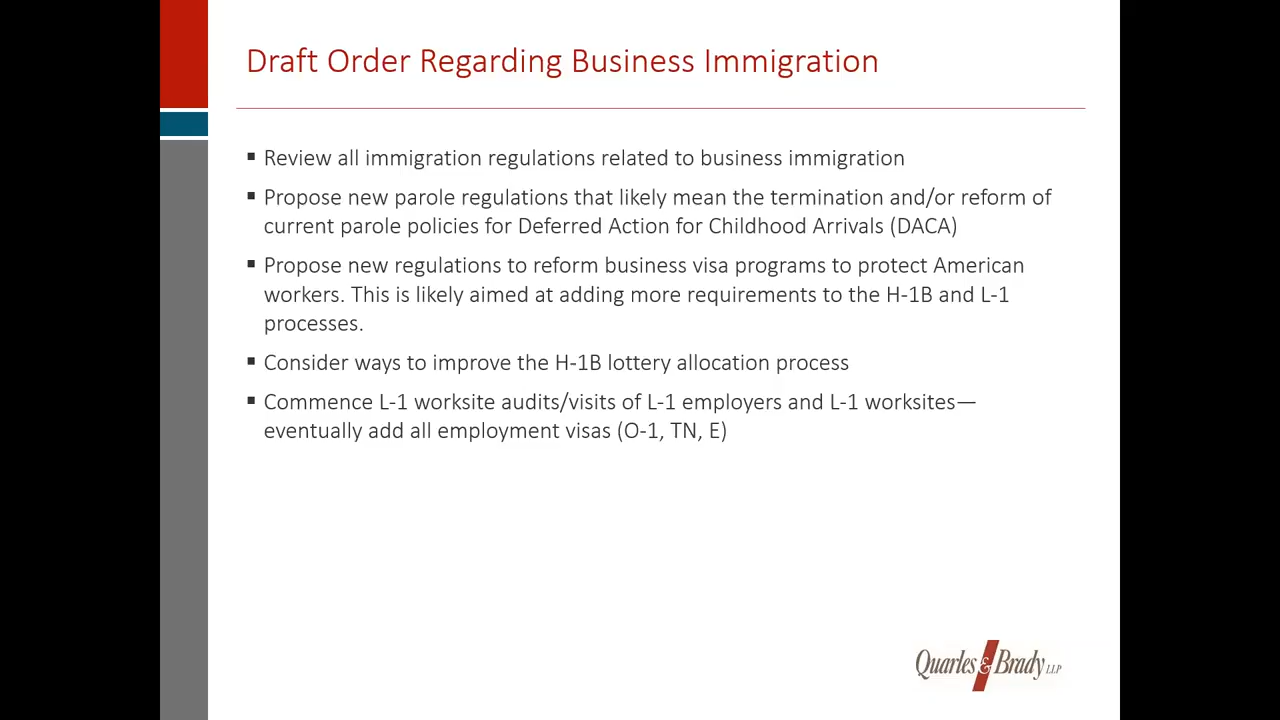 Draft Order Regarding Business Immigration
▪ Review all immigration regulations related to business immigration
▪ Propose new parole regulations that likely mean the termination and/or reform of
current parole policies for Deferred Action for Childhood Arrivals (DACA)
▪ Propose new regulations to reform business visa programs to protect American
workers. This is likely aimed at adding more requirements to the H-1B and L-1
processes.
▪ Consider ways to improve the H-1B lottery allocation process
▪ Commence L-1 worksite audits/visits of L-1 employers and L-1 worksites—
eventually add all employment visas (O-1, TN, E)
Quarles & Brady LLP